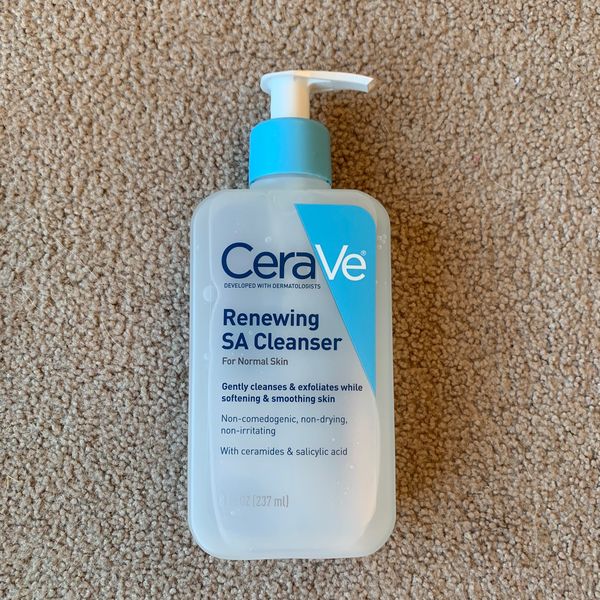 CeraVe®
DEVELOPED WITH DERMATOLOGISTS
Renewing
SA Cleanser
For Normal Skin
Gently cleanses & exfoliates while
softening & smoothing skin
Non-comedogenic, non-drying,
non-irritating
With ceramides & salicylic acid
OZ (237 ml)